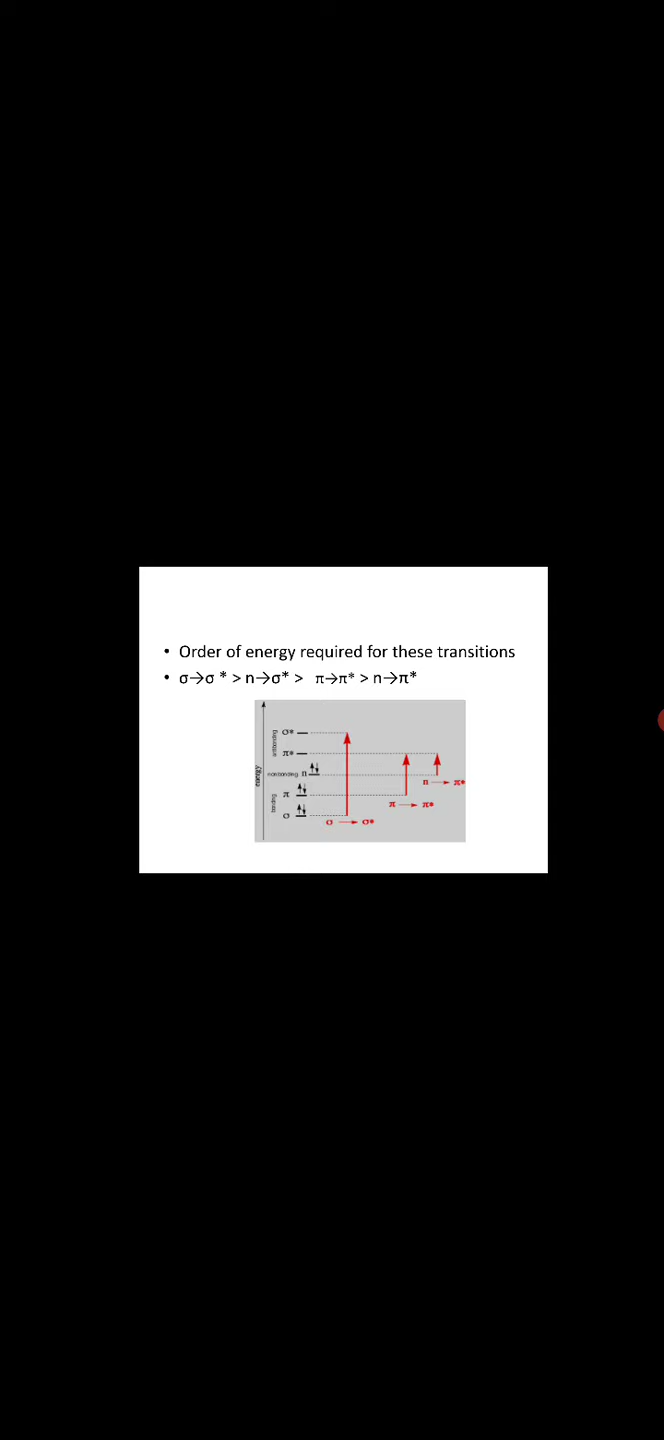 • Order of energy required for these transitions
• σ→σ * > n→σ* > π→π* > n→π*
energy
antibonding
nonbonding
bonding
σ*
π*
n
π
σ
σ → σ*
π → π*
n → π*